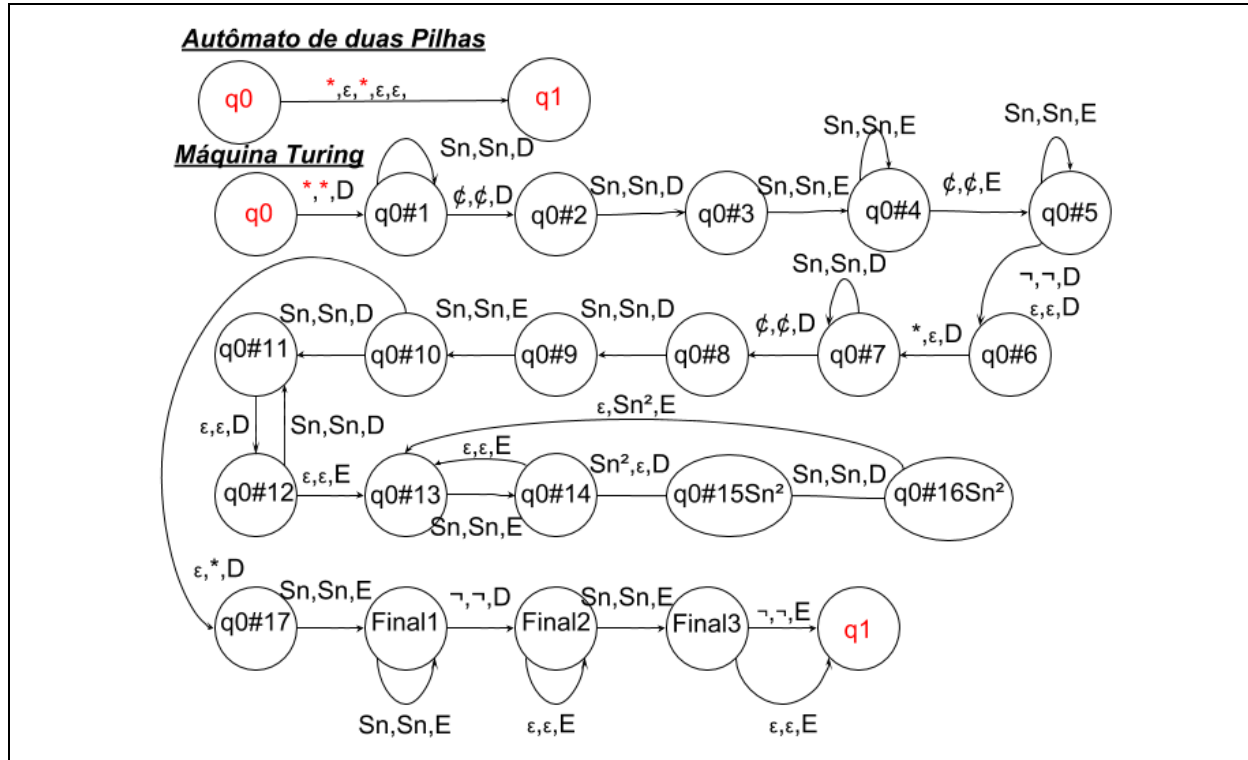 Autômato de duas Pilhas
q0 *,ε,*,ε,ε, q1
Máquina Turing
Sn,Sn,D
Sn,Sn,E
Sn,Sn,E
q0 *,*,D q0#1 ¢,¢,D q0#2 Sn,Sn,D q0#3 Sn,Sn,E q0#4 ¢,¢,E q0#5
Sn,Sn,D
¬,¬,D
ε,ε,D
q0#11 Sn,Sn,D q0#10 Sn,Sn,E q0#9 Sn,Sn,D q0#8 ¢,¢,D q0#7 *,ε,D q0#6
ε,Sn²,E
ε,ε,D Sn,Sn,D
q0#12 ε,ε,E q0#13 ε,ε,E q0#14 Sn²,ε,D q0#15Sn² Sn,Sn,D q0#16Sn²
Sn,Sn,E
ε,*,D
q0#17 Sn,Sn,E Final1 ¬,¬,D Final2 Sn,Sn,E Final3 ¬,¬,E q1
Sn,Sn,E ε,ε,E ε,ε,E